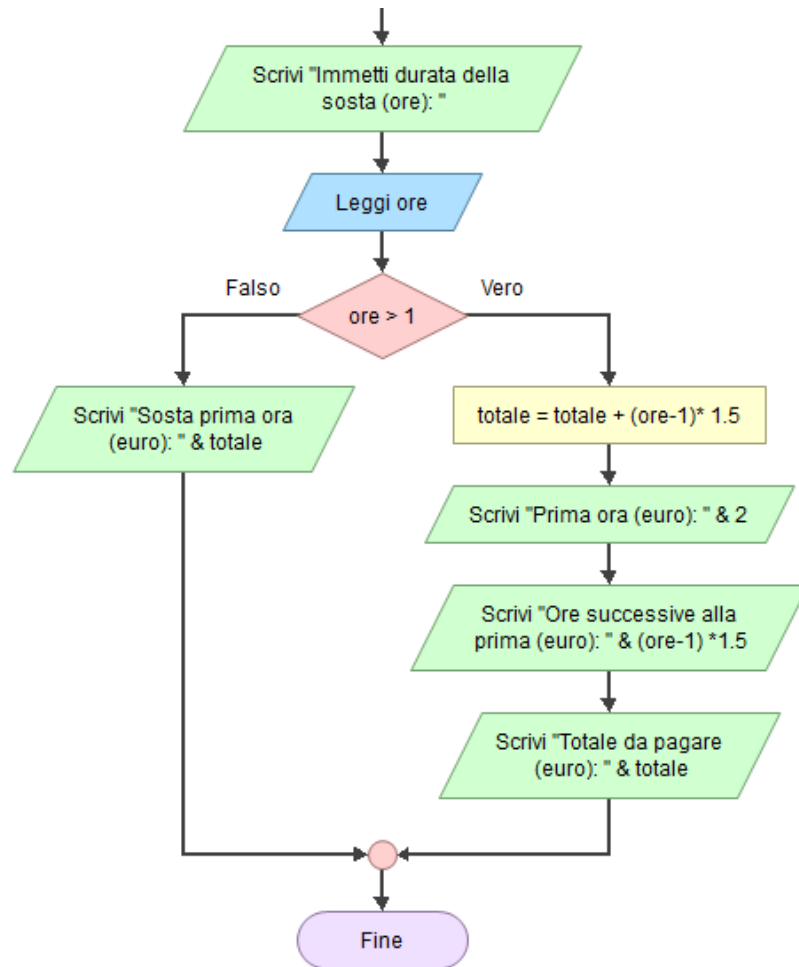 Scrivi "Immetti durata della
sosta (ore): "
Leggi ore
Falso
Vero
ore > 1
Scrivi "Sosta prima ora
(euro): " & totale
totale = totale + (ore-1)* 1.5
Scrivi "Prima ora (euro): " & 2
Scrivi "Ore successive alla
prima (euro): " & (ore-1) *1.5
Scrivi "Totale da pagare
(euro): " & totale
Fine